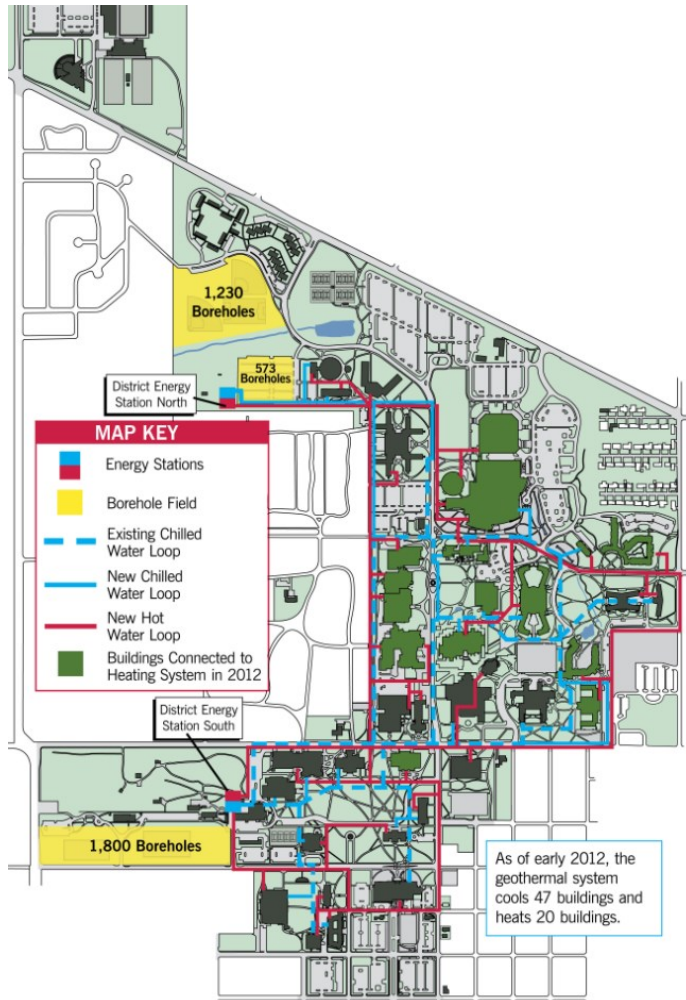 1,230
Boreholes
573
Boreholes
District Energy
Station North
MAP KEY
Energy Stations
Borehole Field
Existing Chilled
Water Loop
New Chilled
Water Loop
New Hot
Water Loop
Buildings Connected to
Heating System in 2012
District Energy
Station South
1,800 Boreholes
As of early 2012, the
geothermal system
cools 47 buildings and
heats 20 buildings.